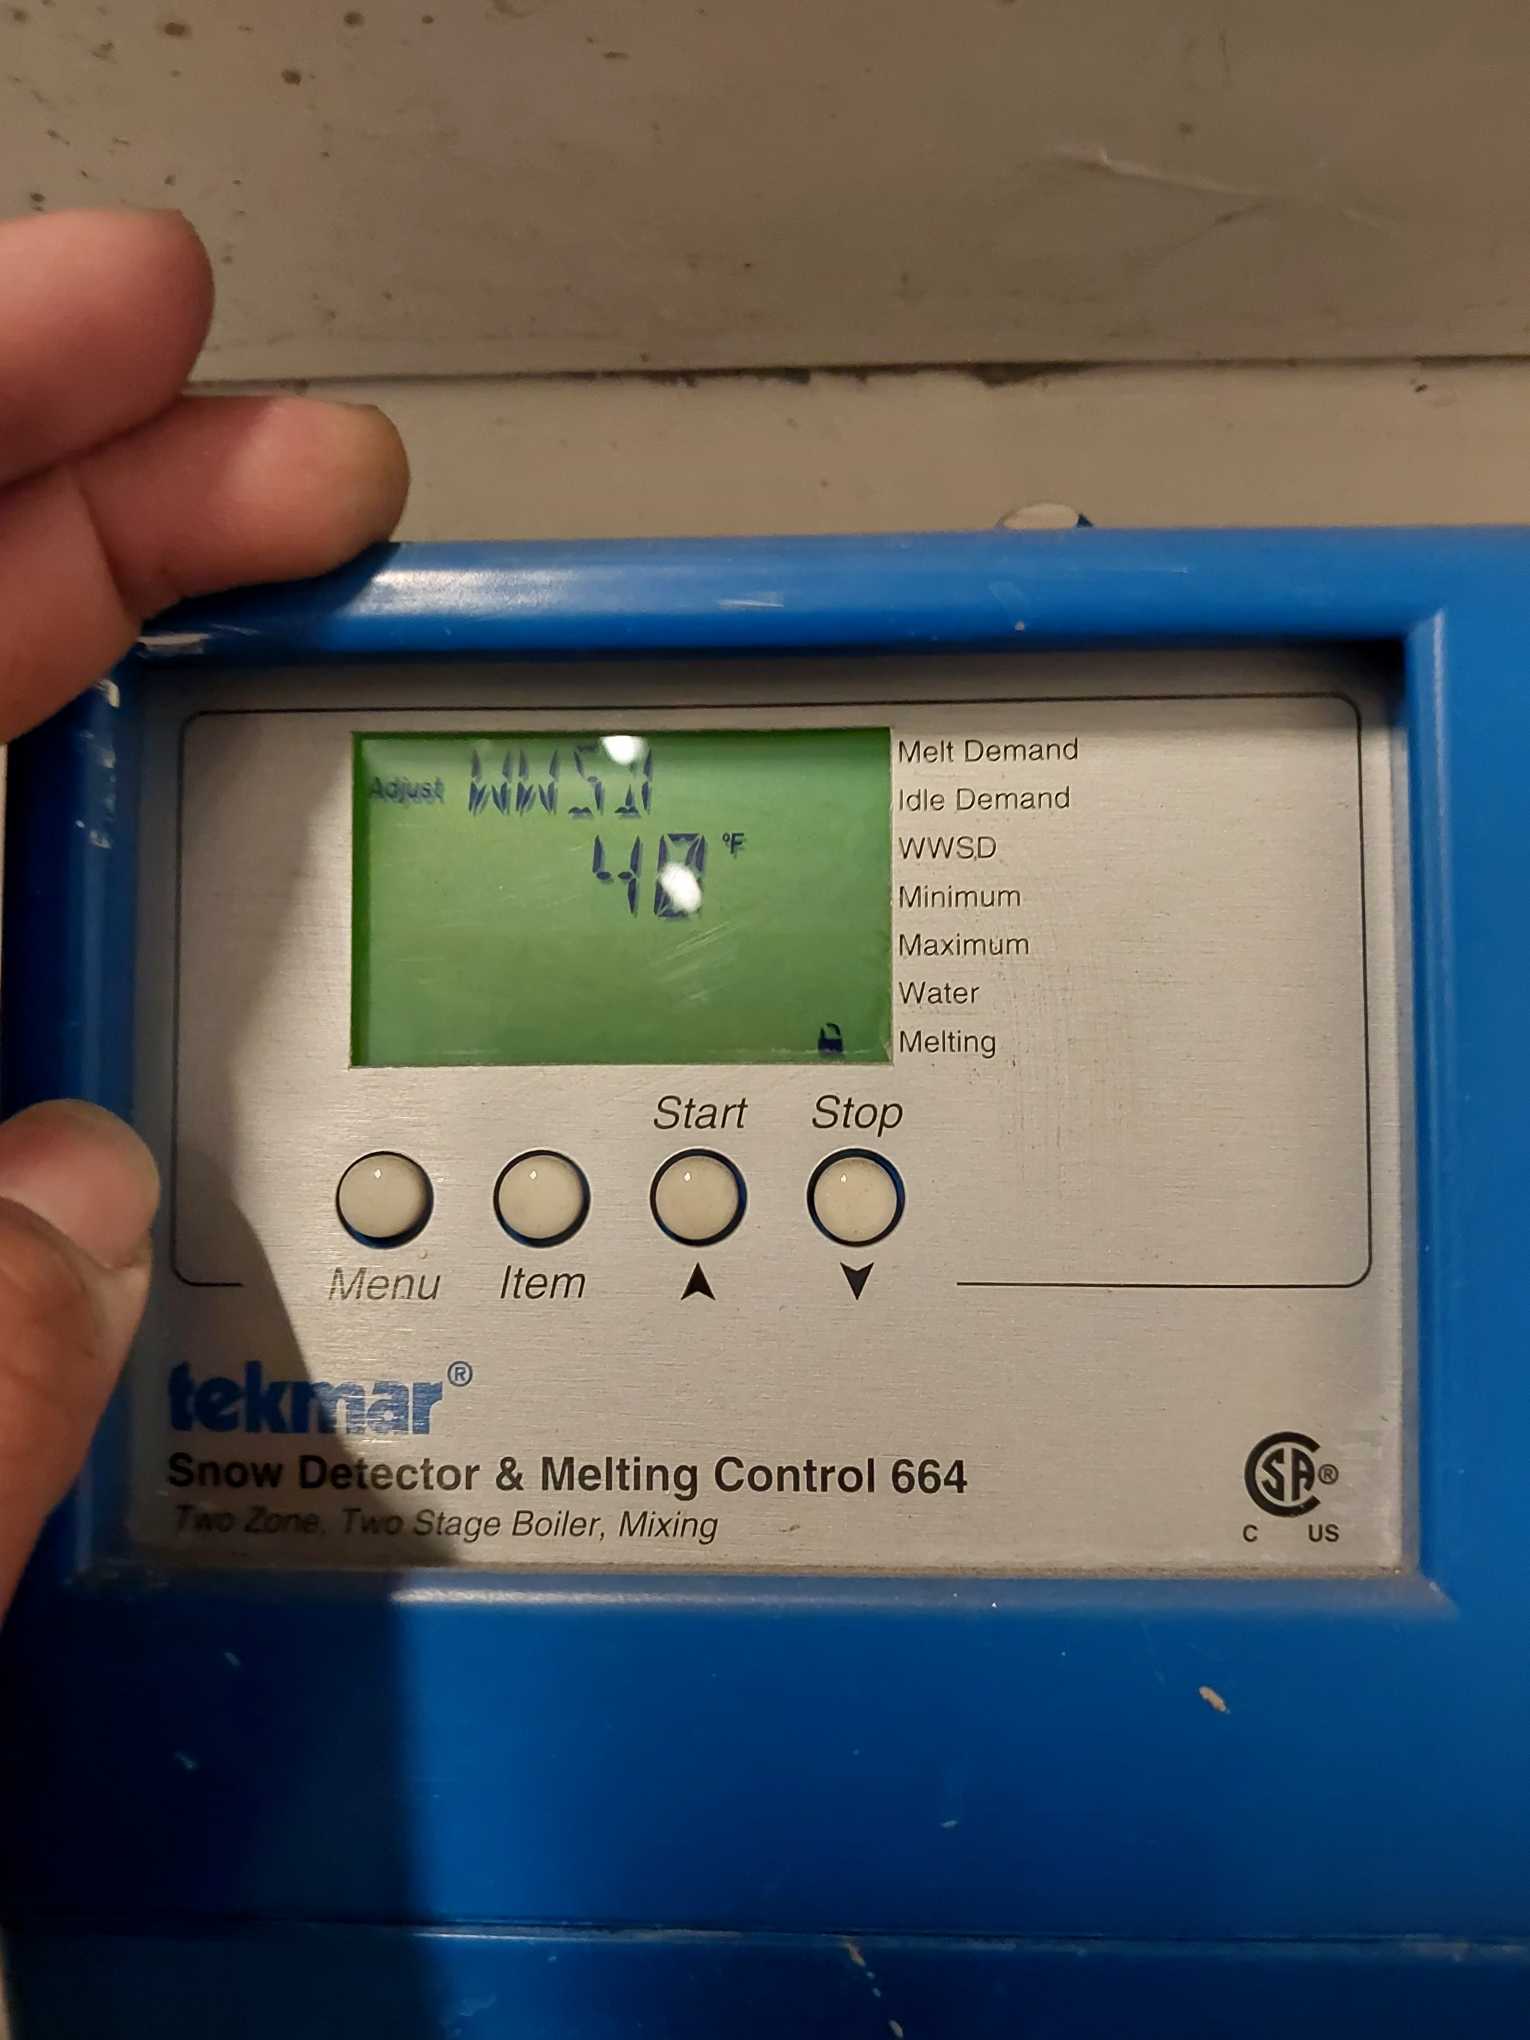 Adjust WWSD
40 °F
Melt Demand
Idle Demand
WWSD
Minimum
Maximum
Water
Melting
Start Stop
Menu Item
tekmar®
Snow Detector & Melting Control 664
Two Zone, Two Stage Boiler, Mixing
SA®
C US